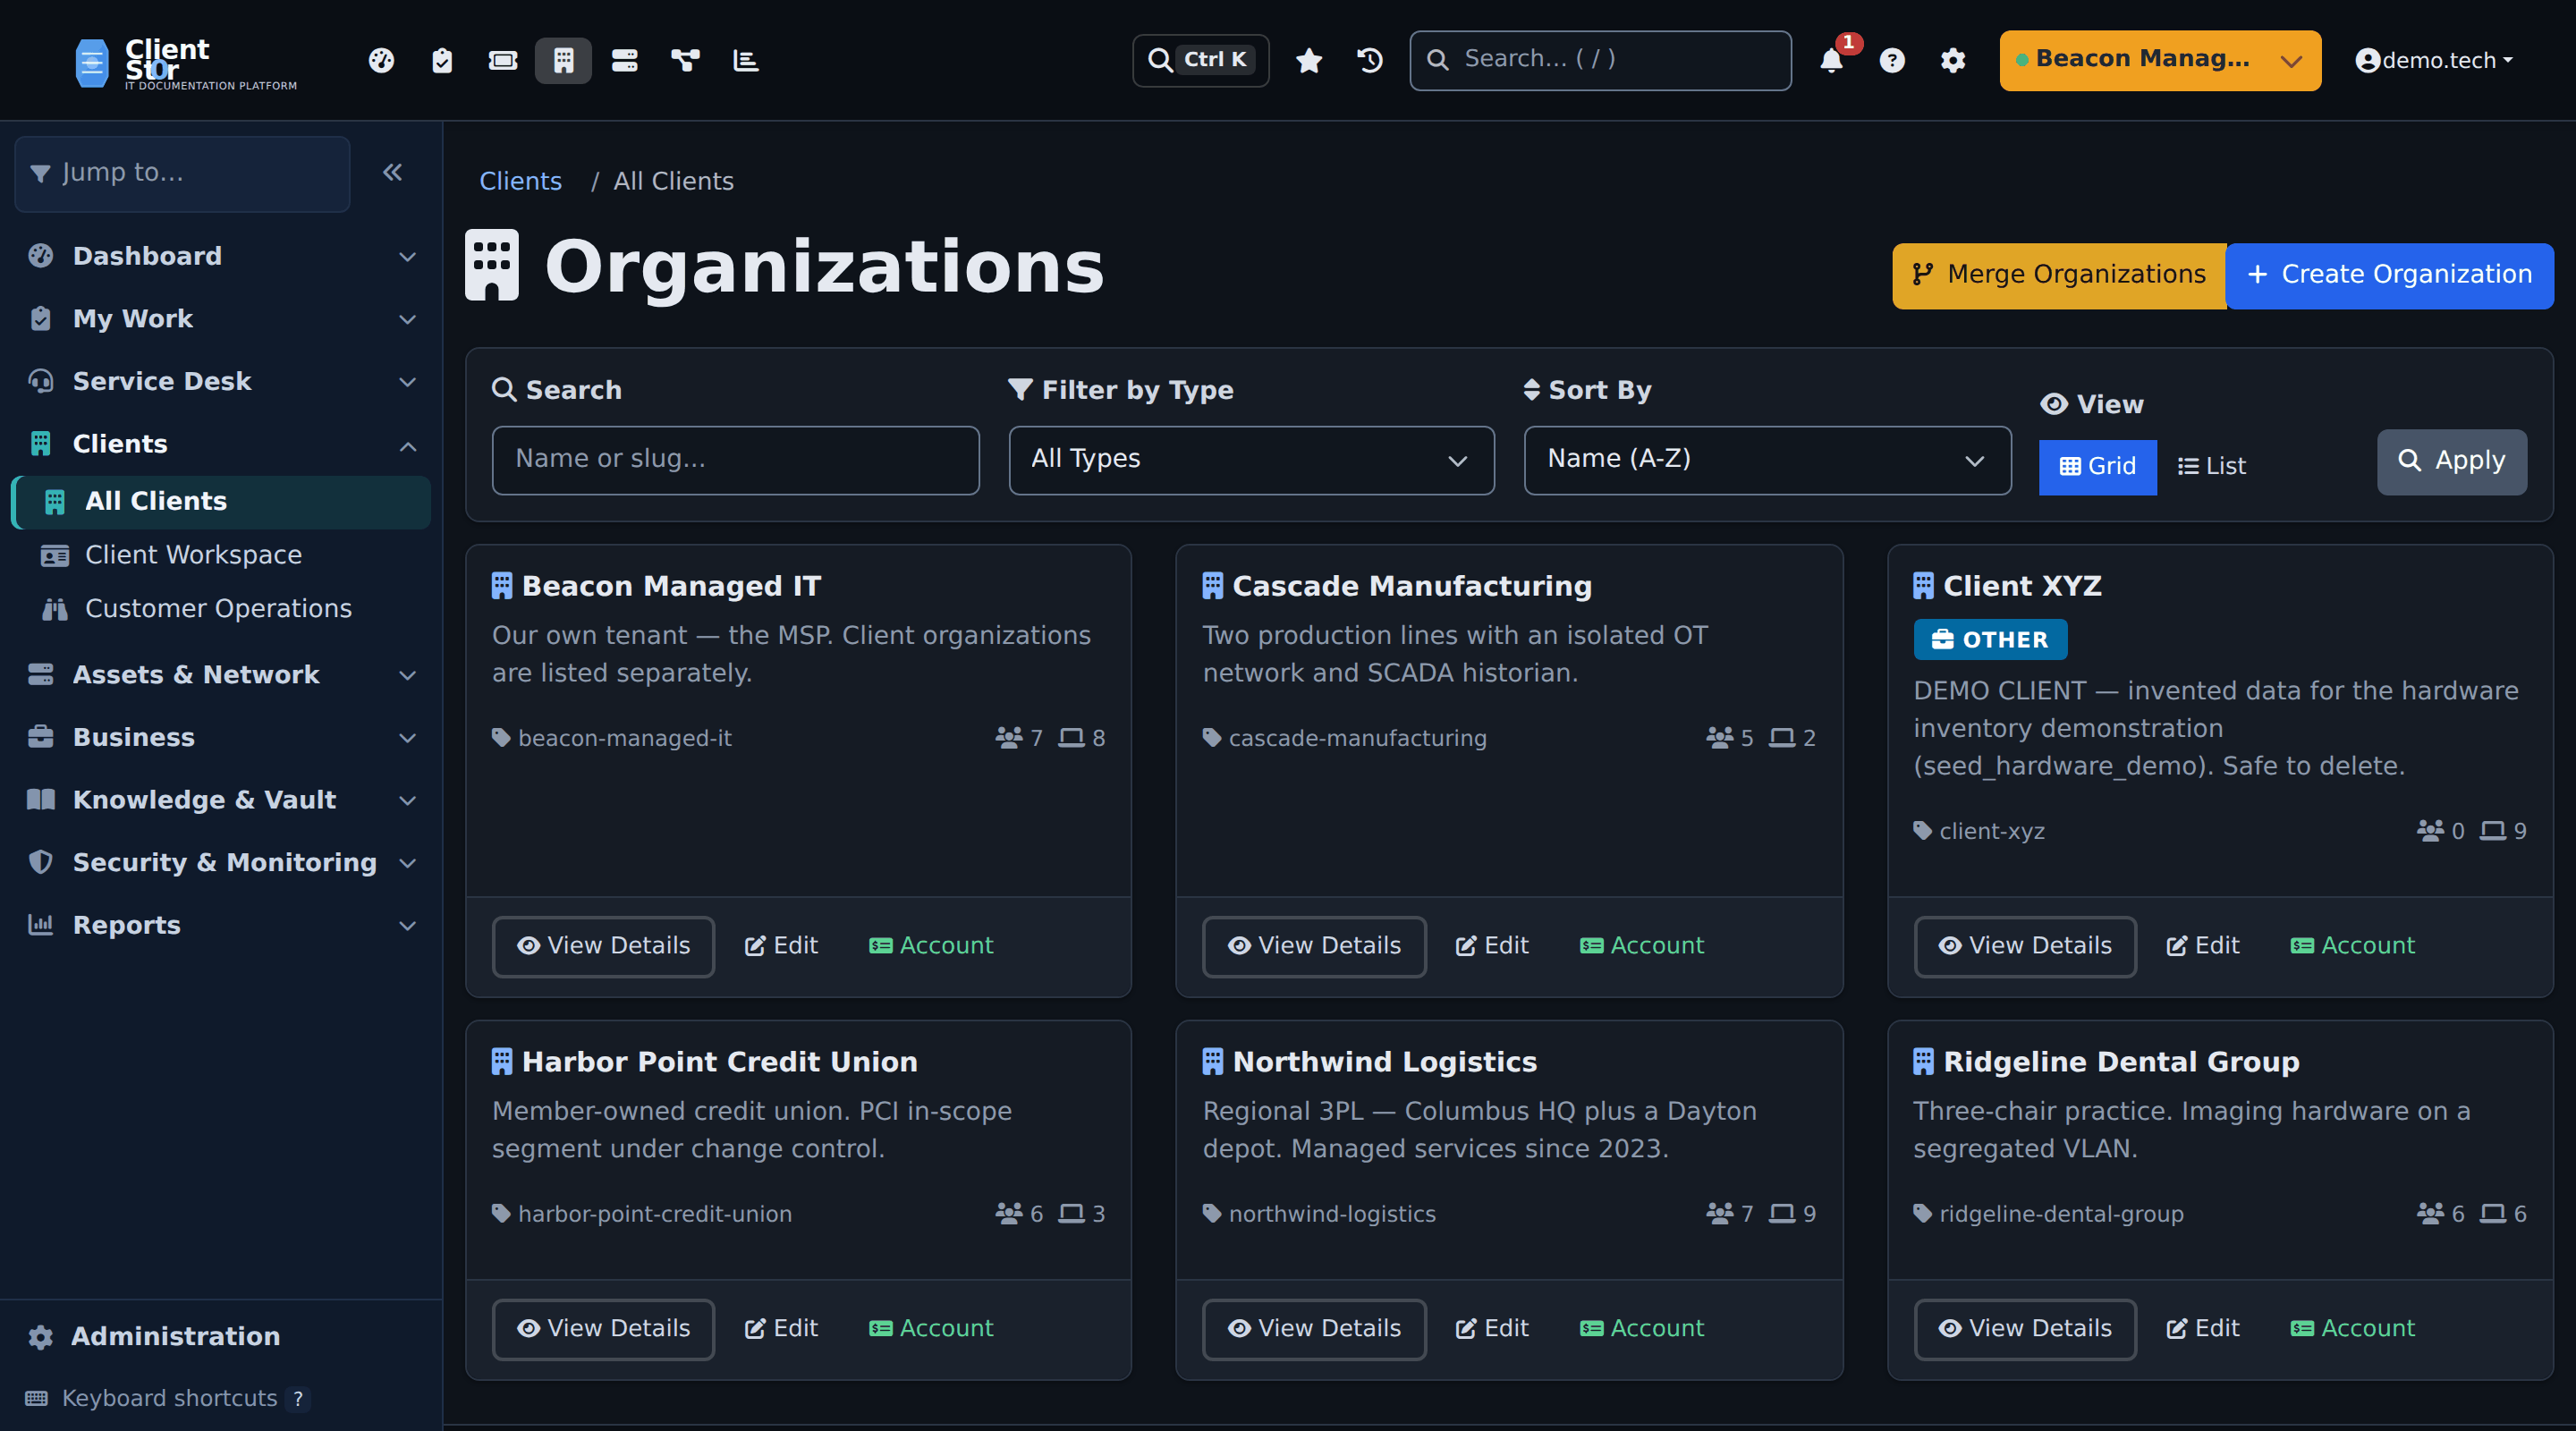 Client
St0r
IT DOCUMENTATION PLATFORM
Ctrl K
Search... ( / )
1
Beacon Manag...
demo.tech
Jump to...
Dashboard
My Work
Service Desk
Clients
All Clients
Client Workspace
Customer Operations
Assets & Network
Business
Knowledge & Vault
Security & Monitoring
Reports
Administration
Keyboard shortcuts ?
Clients / All Clients
Organizations
Merge Organizations
Create Organization
Search
Name or slug...
Filter by Type
All Types
Sort By
Name (A-Z)
View
Grid
List
Apply
Beacon Managed IT
Our own tenant — the MSP. Client organizations
are listed separately.
beacon-managed-it 7 8
View Details Edit Account
Cascade Manufacturing
Two production lines with an isolated OT
network and SCADA historian.
cascade-manufacturing 5 2
View Details Edit Account
Client XYZ
OTHER
DEMO CLIENT — invented data for the hardware
inventory demonstration
(seed_hardware_demo). Safe to delete.
client-xyz 0 9
View Details Edit Account
Harbor Point Credit Union
Member-owned credit union. PCI in-scope
segment under change control.
harbor-point-credit-union 6 3
View Details Edit Account
Northwind Logistics
Regional 3PL — Columbus HQ plus a Dayton
depot. Managed services since 2023.
northwind-logistics 7 9
View Details Edit Account
Ridgeline Dental Group
Three-chair practice. Imaging hardware on a
segregated VLAN.
ridgeline-dental-group 6 6
View Details Edit Account